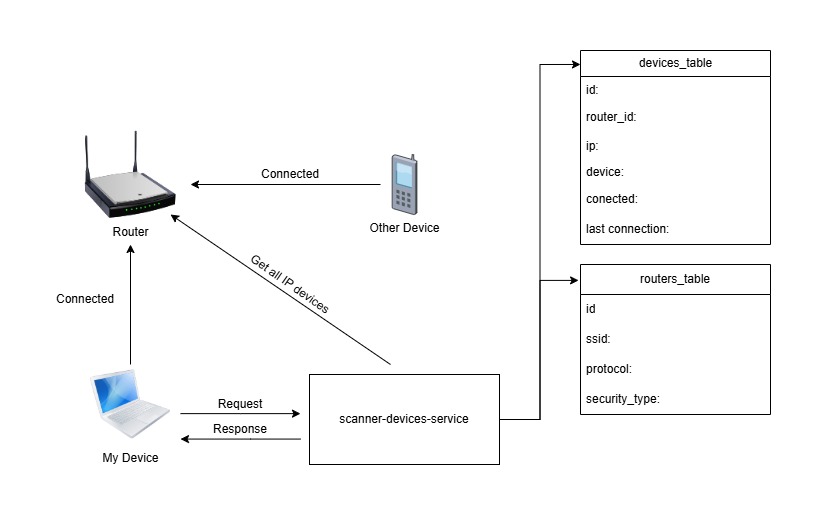 devices_table
id:
router_id:
ip:
device:
conected:
last connection:
Connected
Other Device
Router
Get all IP devices
Connected
routers_table
id
ssid:
protocol:
security_type:
Request
Response
scanner-devices-service
My Device